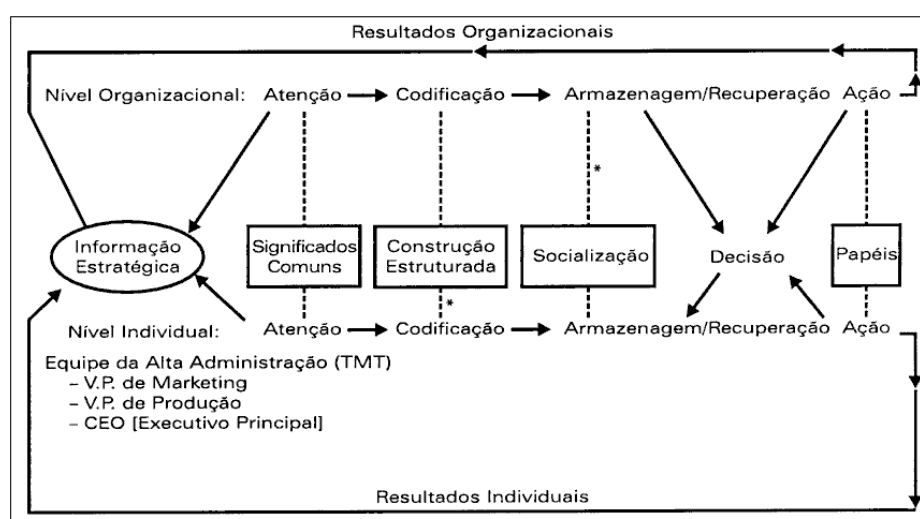 Resultados Organizacionais
Nível Organizacional: Atenção Codificação Armazenagem/Recuperação Ação
*
Informação
Estratégica
Significados
Comuns
Construção
Estruturada
Socialização
Decisão
Papéis
*
Nível Individual: Atenção Codificação Armazenagem/Recuperação Ação
Equipe da Alta Administração (TMT)
– V.P. de Marketing
– V.P. de Produção
– CEO [Executivo Principal]
Resultados Individuais